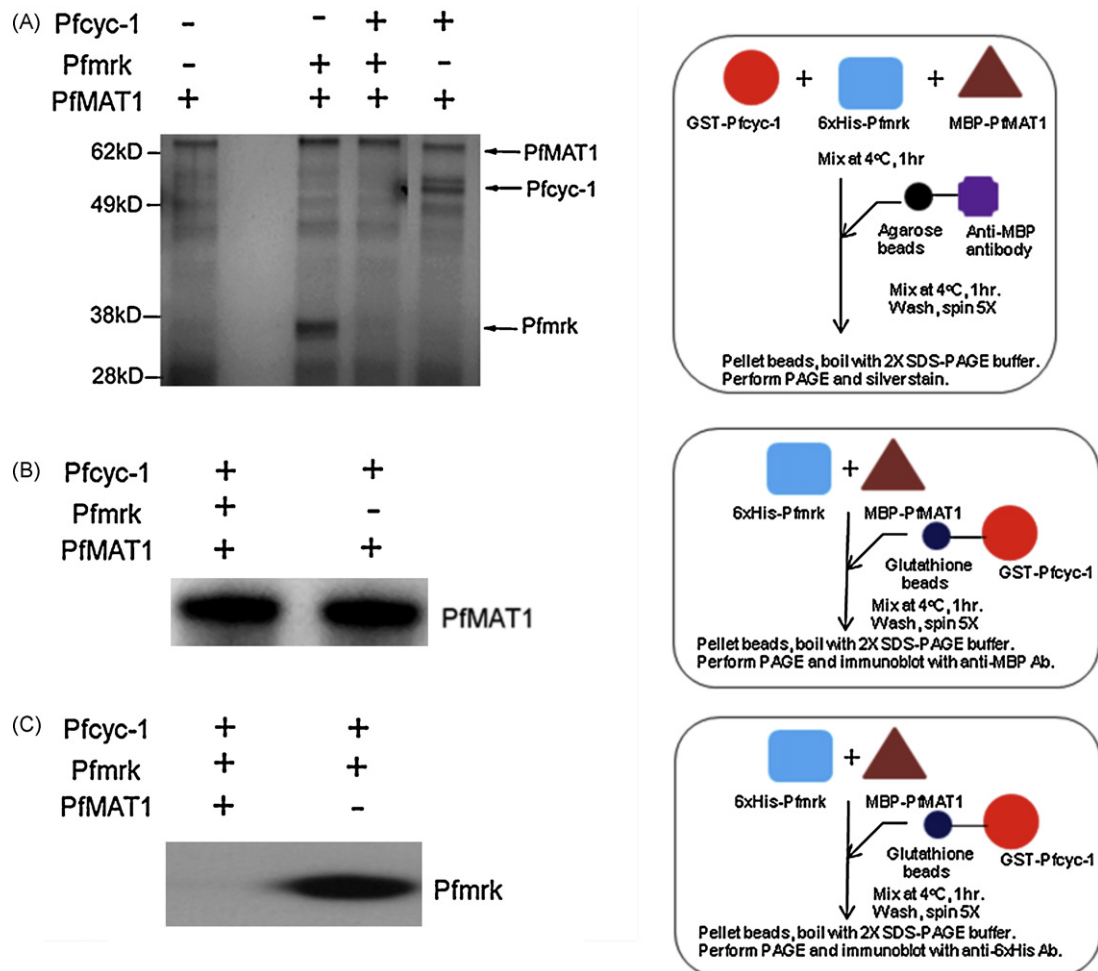 (A)
Pfcyc-1 - - + +
Pfmrk - + + -
PfMAT1 + + + +
62kD
49kD
38kD
28kD
PfMAT1
Pfcyc-1
Pfmrk
+ +
GST-Pfcyc-1 6xHis-Pfmrk MBP-PfMAT1
Mix at 4ºC, 1hr
Agarose beads
Anti-MBP antibody
Mix at 4ºC, 1hr.
Wash, spin 5X
Pellet beads, boil with 2X SDS-PAGE buffer.
Perform PAGE and silver stain.
(B)
Pfcyc-1 + +
Pfmrk + -
PfMAT1 + +
PfMAT1
+
6xHis-Pfmrk MBP-PfMAT1
Glutathione beads
GST-Pfcyc-1
Mix at 4ºC, 1hr.
Wash, spin 5X
Pellet beads, boil with 2X SDS-PAGE buffer.
Perform PAGE and immunoblot with anti-MBP Ab.
(C)
Pfcyc-1 + +
Pfmrk + +
PfMAT1 + -
Pfmrk
+
6xHis-Pfmrk MBP-PfMAT1
Glutathione beads
GST-Pfcyc-1
Mix at 4ºC, 1hr.
Wash, spin 5X
Pellet beads, boil with 2X SDS-PAGE buffer.
Perform PAGE and immunoblot with anti-6xHis Ab.